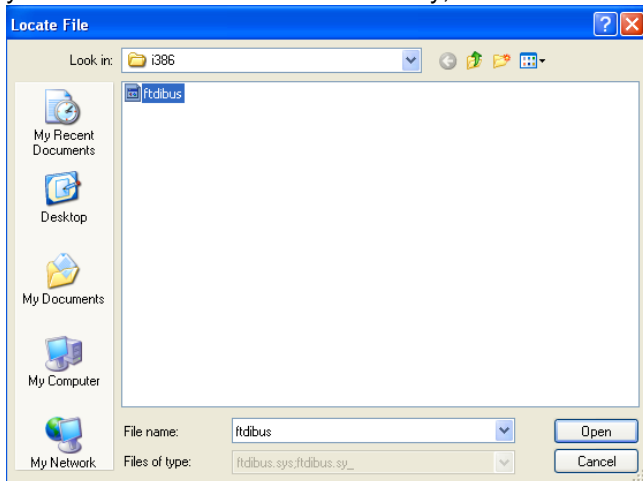 Locate File
Look in:
i386
ftdibus
My Recent
Documents
Desktop
My Documents
My Computer
My Network
File name:
ftdibus
Open
Files of type:
ftdibus.sys;ftdibus.sy_
Cancel